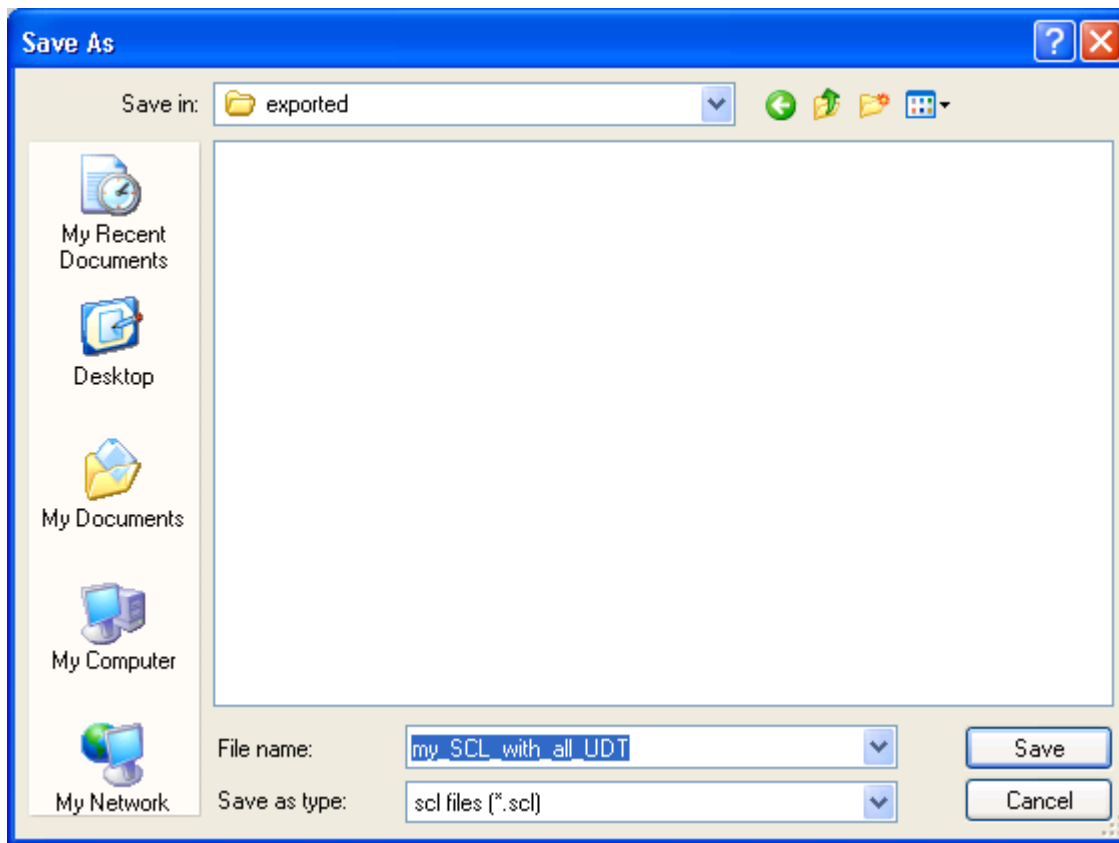 Save As
Save in: exported
My Recent
Documents
Desktop
My Documents
My Computer
My Network
File name: my_SCL_with_all_UDT Save
Save as type: scl files (*.scl) Cancel